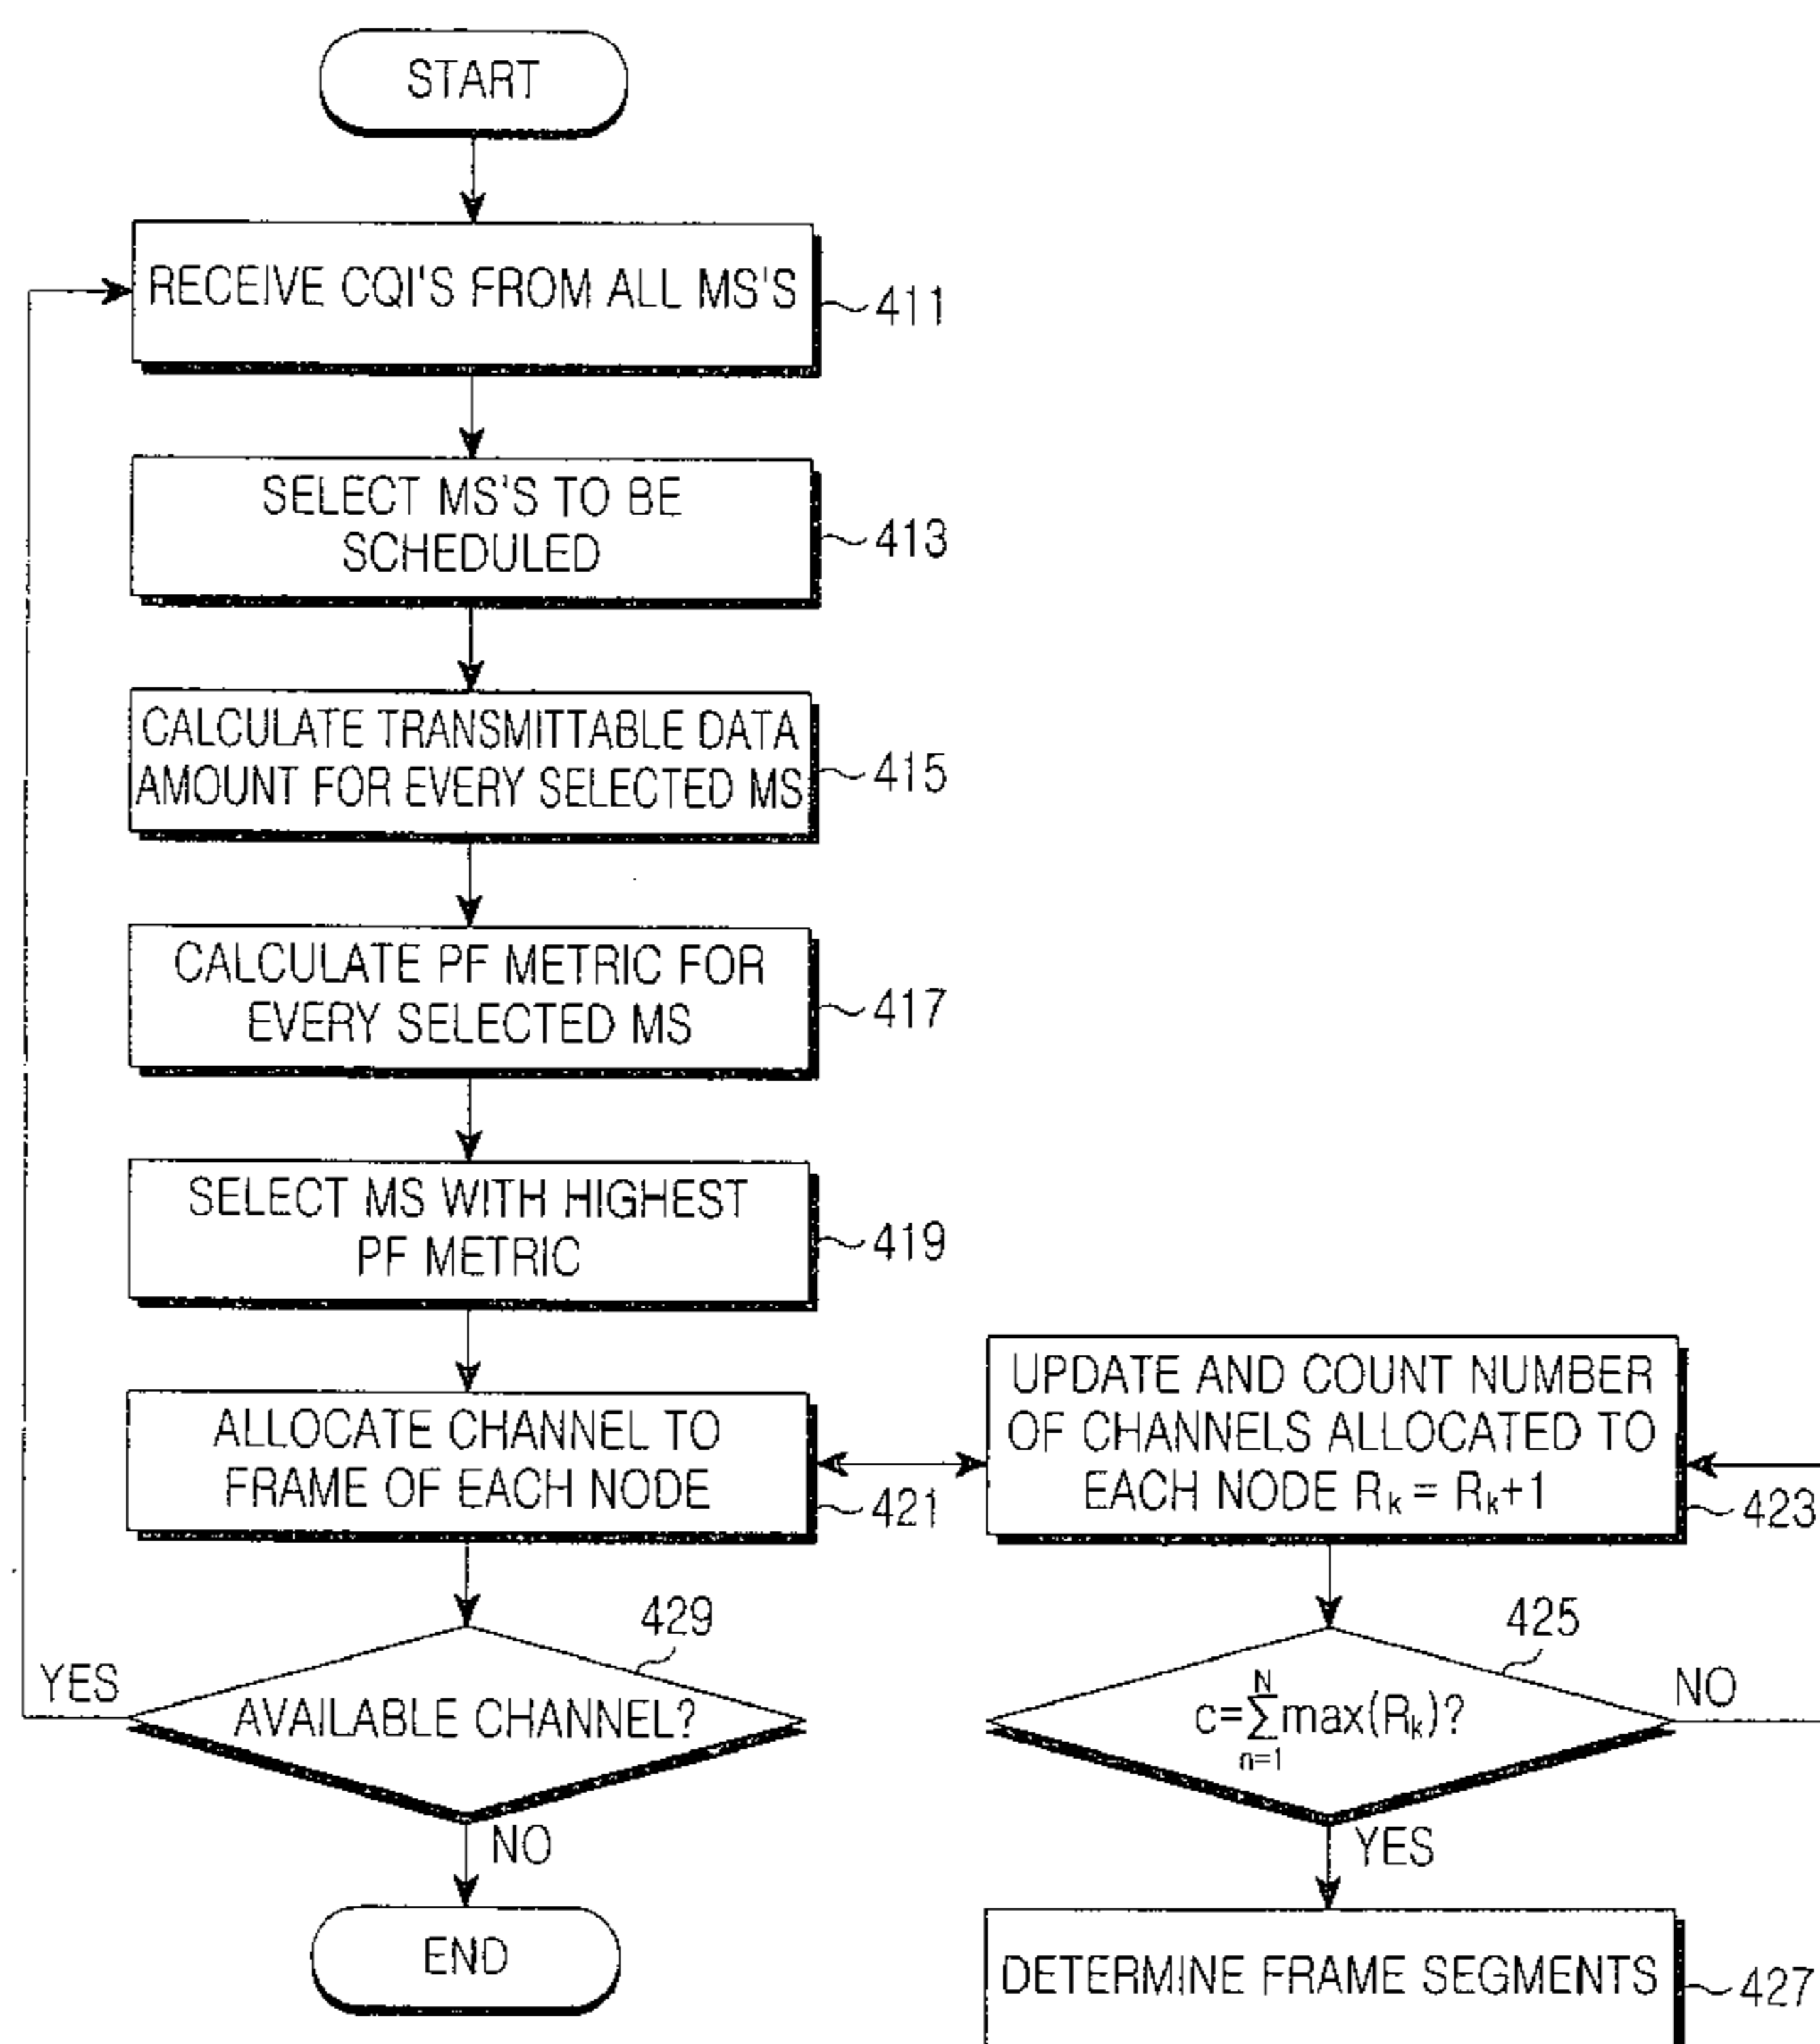 START
RECEIVE CQI'S FROM ALL MS'S
411
SELECT MS'S TO BE
SCHEDULED
413
CALCULATE TRANSMITTABLE DATA
AMOUNT FOR EVERY SELECTED MS
415
CALCULATE PF METRIC FOR
EVERY SELECTED MS
417
SELECT MS WITH HIGHEST
PF METRIC
419
ALLOCATE CHANNEL TO
FRAME OF EACH NODE
421
UPDATE AND COUNT NUMBER
OF CHANNELS ALLOCATED TO
EACH NODE Rₖ = Rₖ+1
423
429
AVAILABLE CHANNEL?
YES
NO
END
425
c=∑ᴺₙ₌₁max(Rₖ)?
NO
YES
DETERMINE FRAME SEGMENTS
427